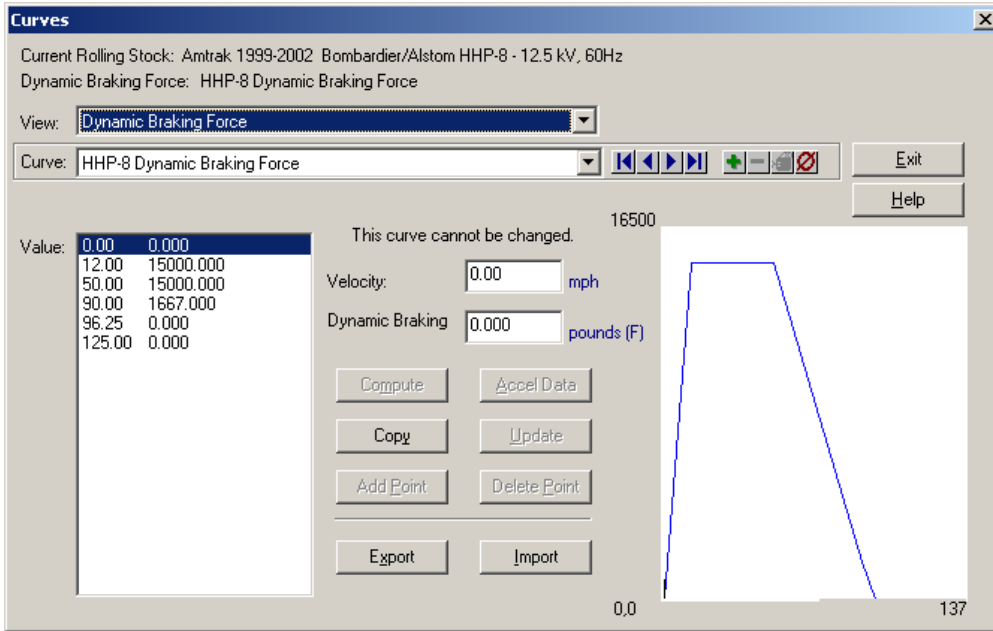 Curves
Current Rolling Stock: Amtrak 1999-2002 Bombardier/Alstom HHP-8 - 12.5 kV, 60Hz
Dynamic Braking Force: HHP-8 Dynamic Braking Force
View: Dynamic Braking Force
Curve: HHP-8 Dynamic Braking Force
Exit
Help
Value:
0.00 0.000
12.00 15000.000
50.00 15000.000
90.00 1667.000
96.25 0.000
125.00 0.000
This curve cannot be changed.
Velocity: 0.00 mph
Dynamic Braking 0.000 pounds (F)
Compute Accel Data
Copy Update
Add Point Delete Point
Export Import
16500
0,0 137